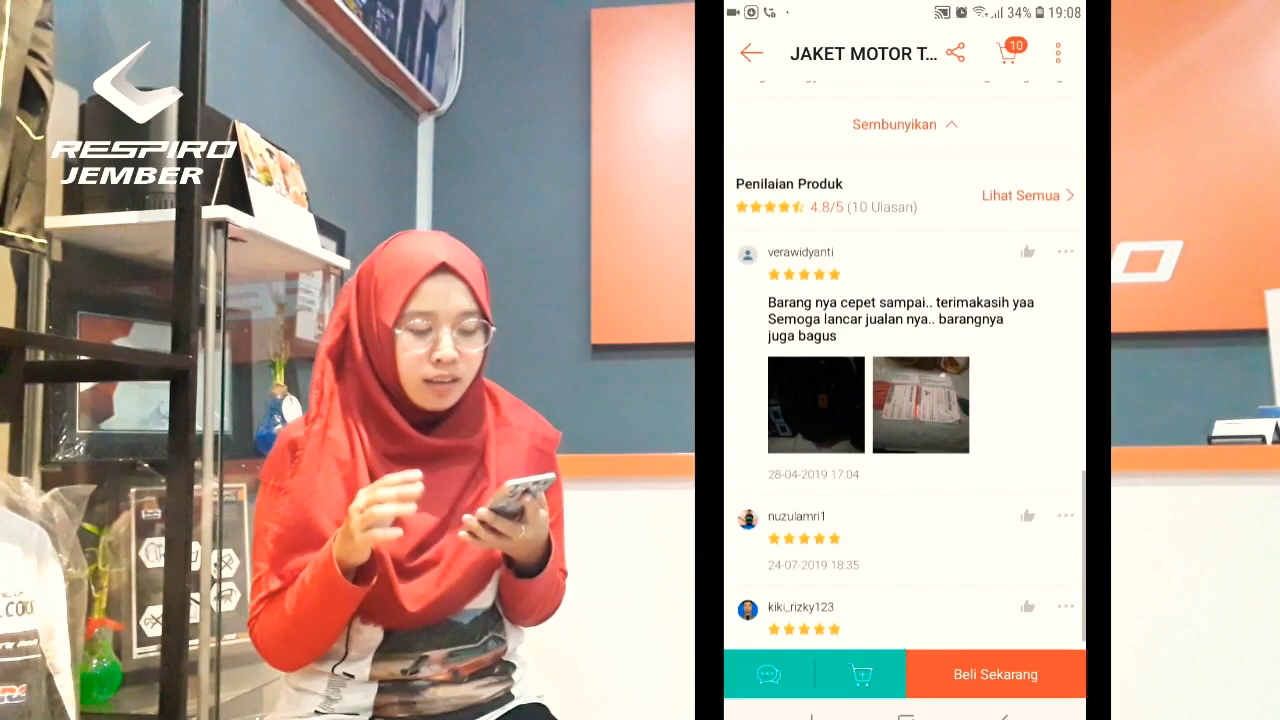 RESPIRO
JEMBER
34% 19:08
JAKET MOTOR T...
10
Sembunyikan
Penilaian Produk
4.8/5 (10 Ulasan)
Lihat Semua
verawidyanti
Barang nya cepet sampai.. terimakasih yaa
Semoga lancar jualan nya.. barangnya
juga bagus
28-04-2019 17:04
nuzulamri1
24-07-2019 18:35
kiki_rizky123
Beli Sekarang